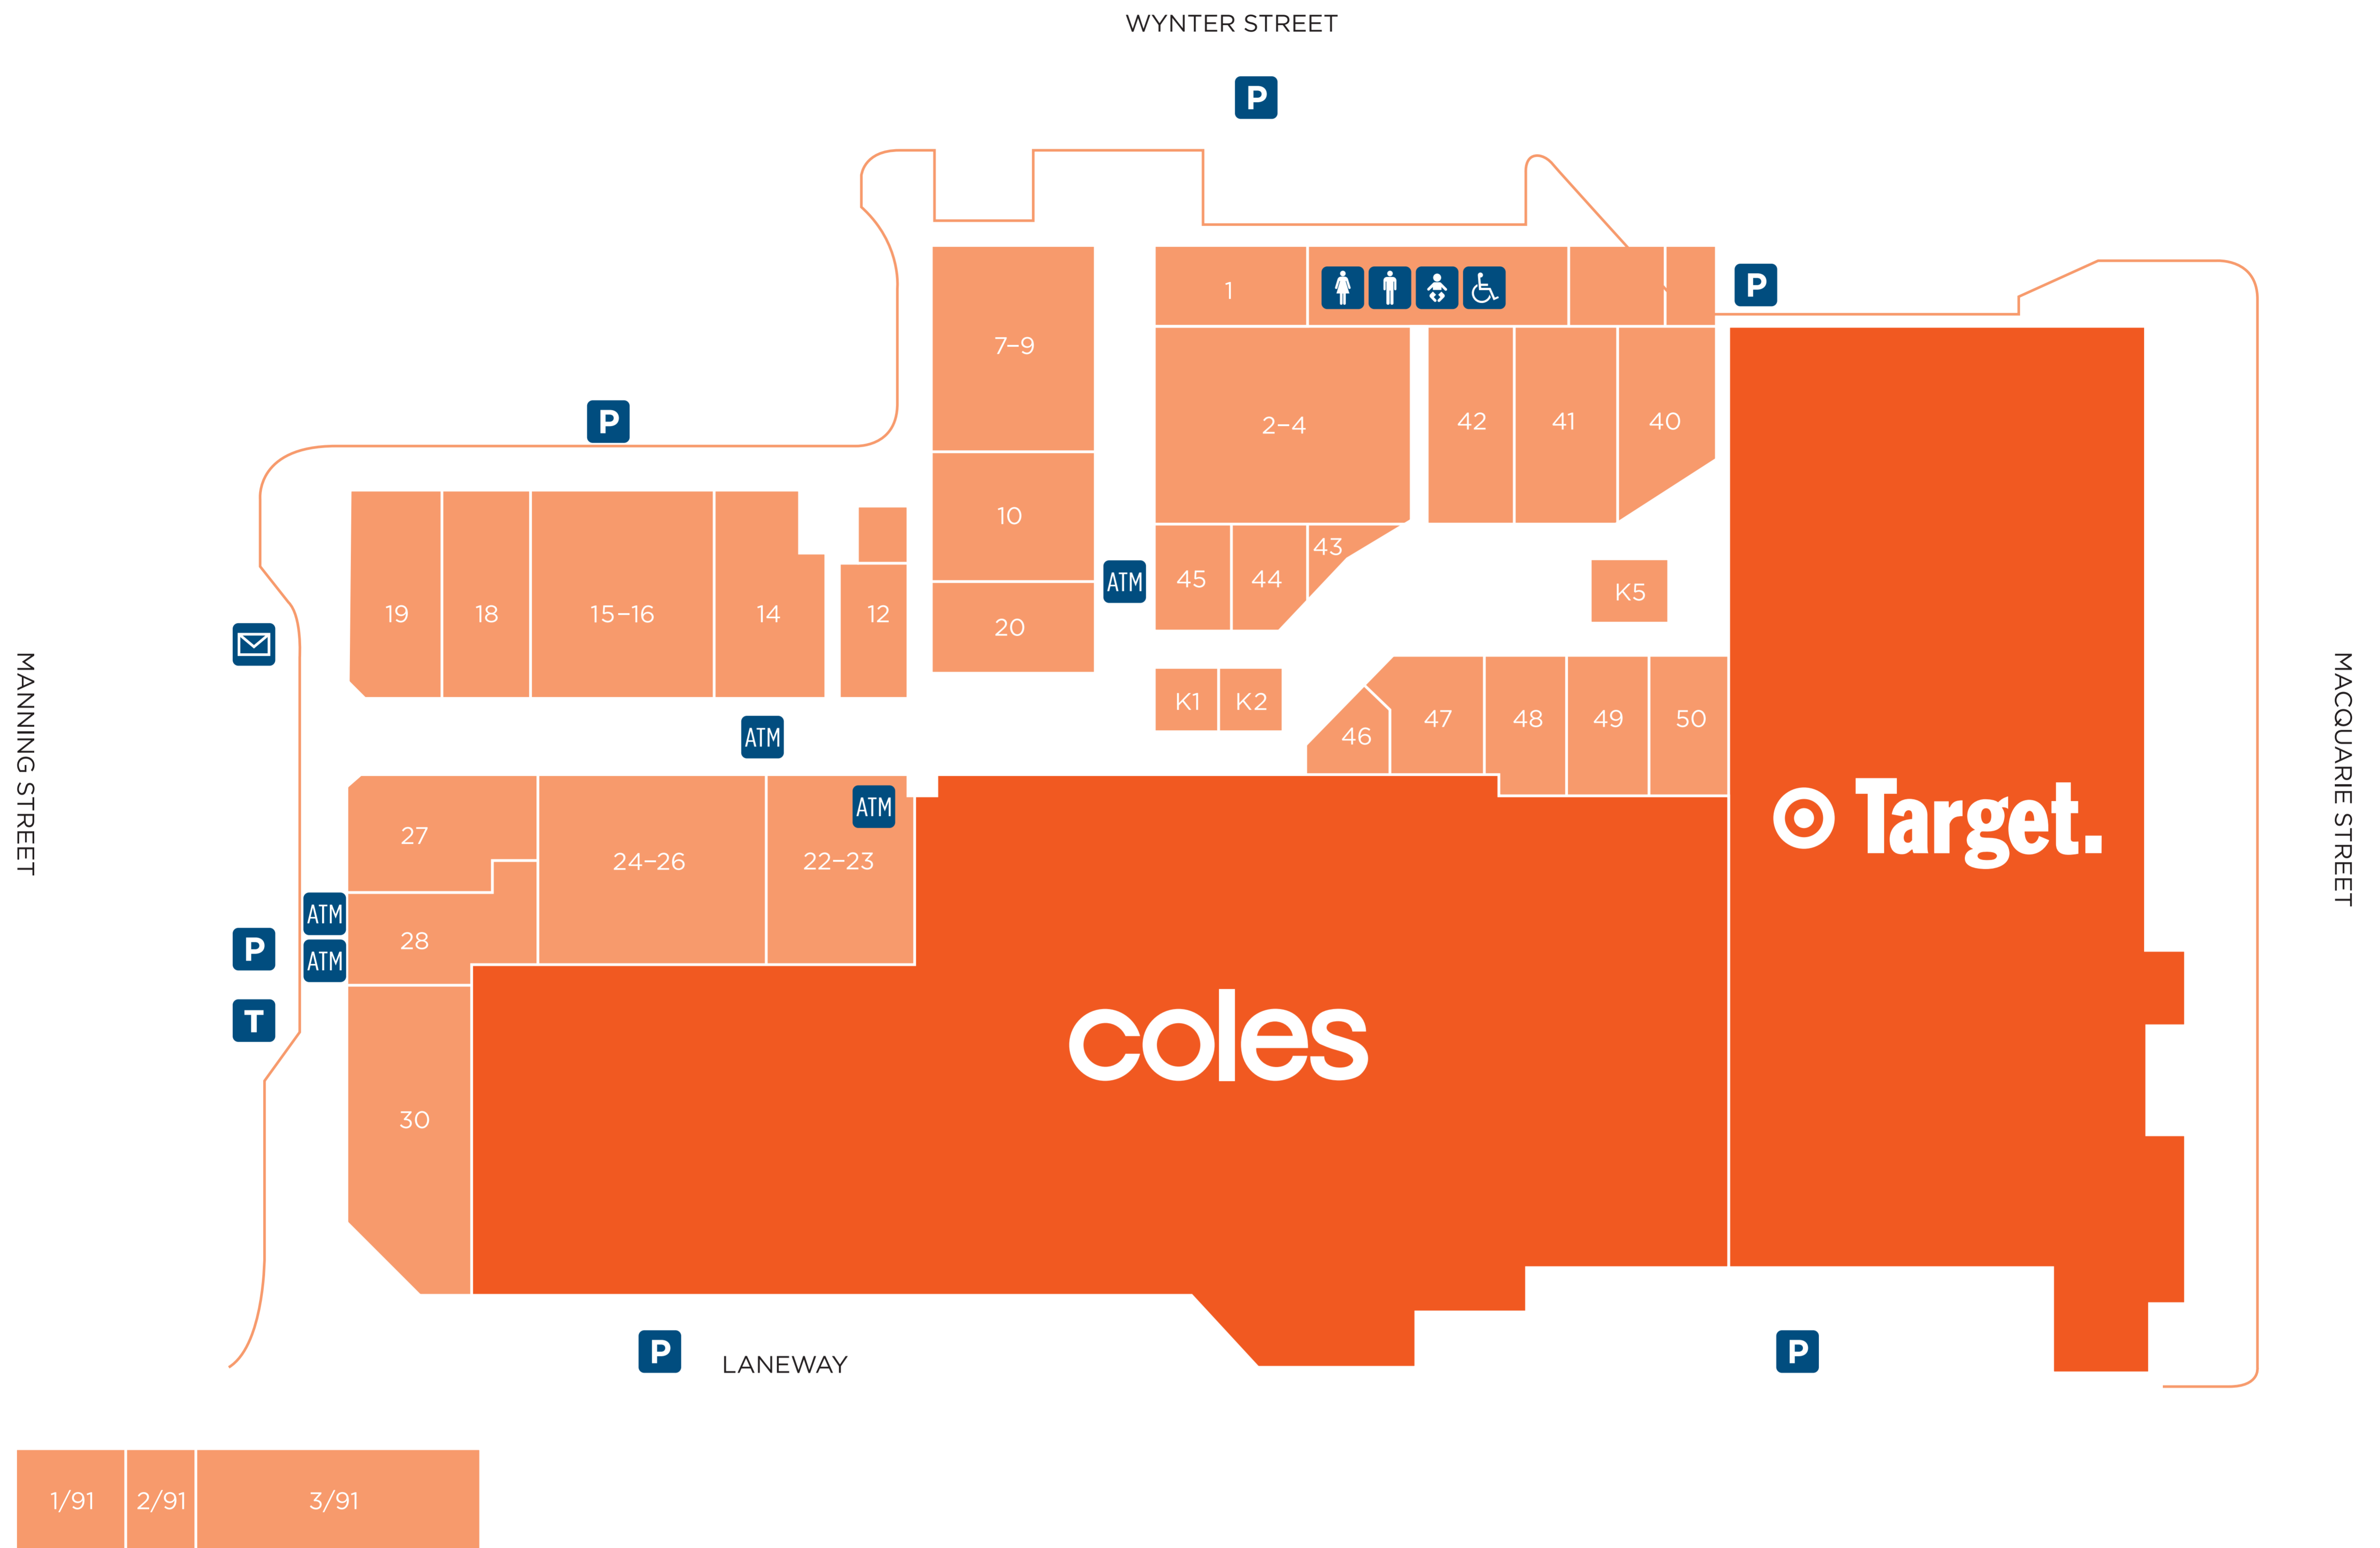 WYNTER STREET
P
1
P
7–9
2–4
42
41
40
P
10
43
ATM
45
44
K5
19
18
15–16
14
12
20
K1
K2
46
47
48
49
50
MANNING STREET
MACQUARIE STREET
ATM
ATM
27
24–26
22–23
Target.
ATM
28
P
ATM
T
coles
30
P
LANEWAY
P
1/91
2/91
3/91